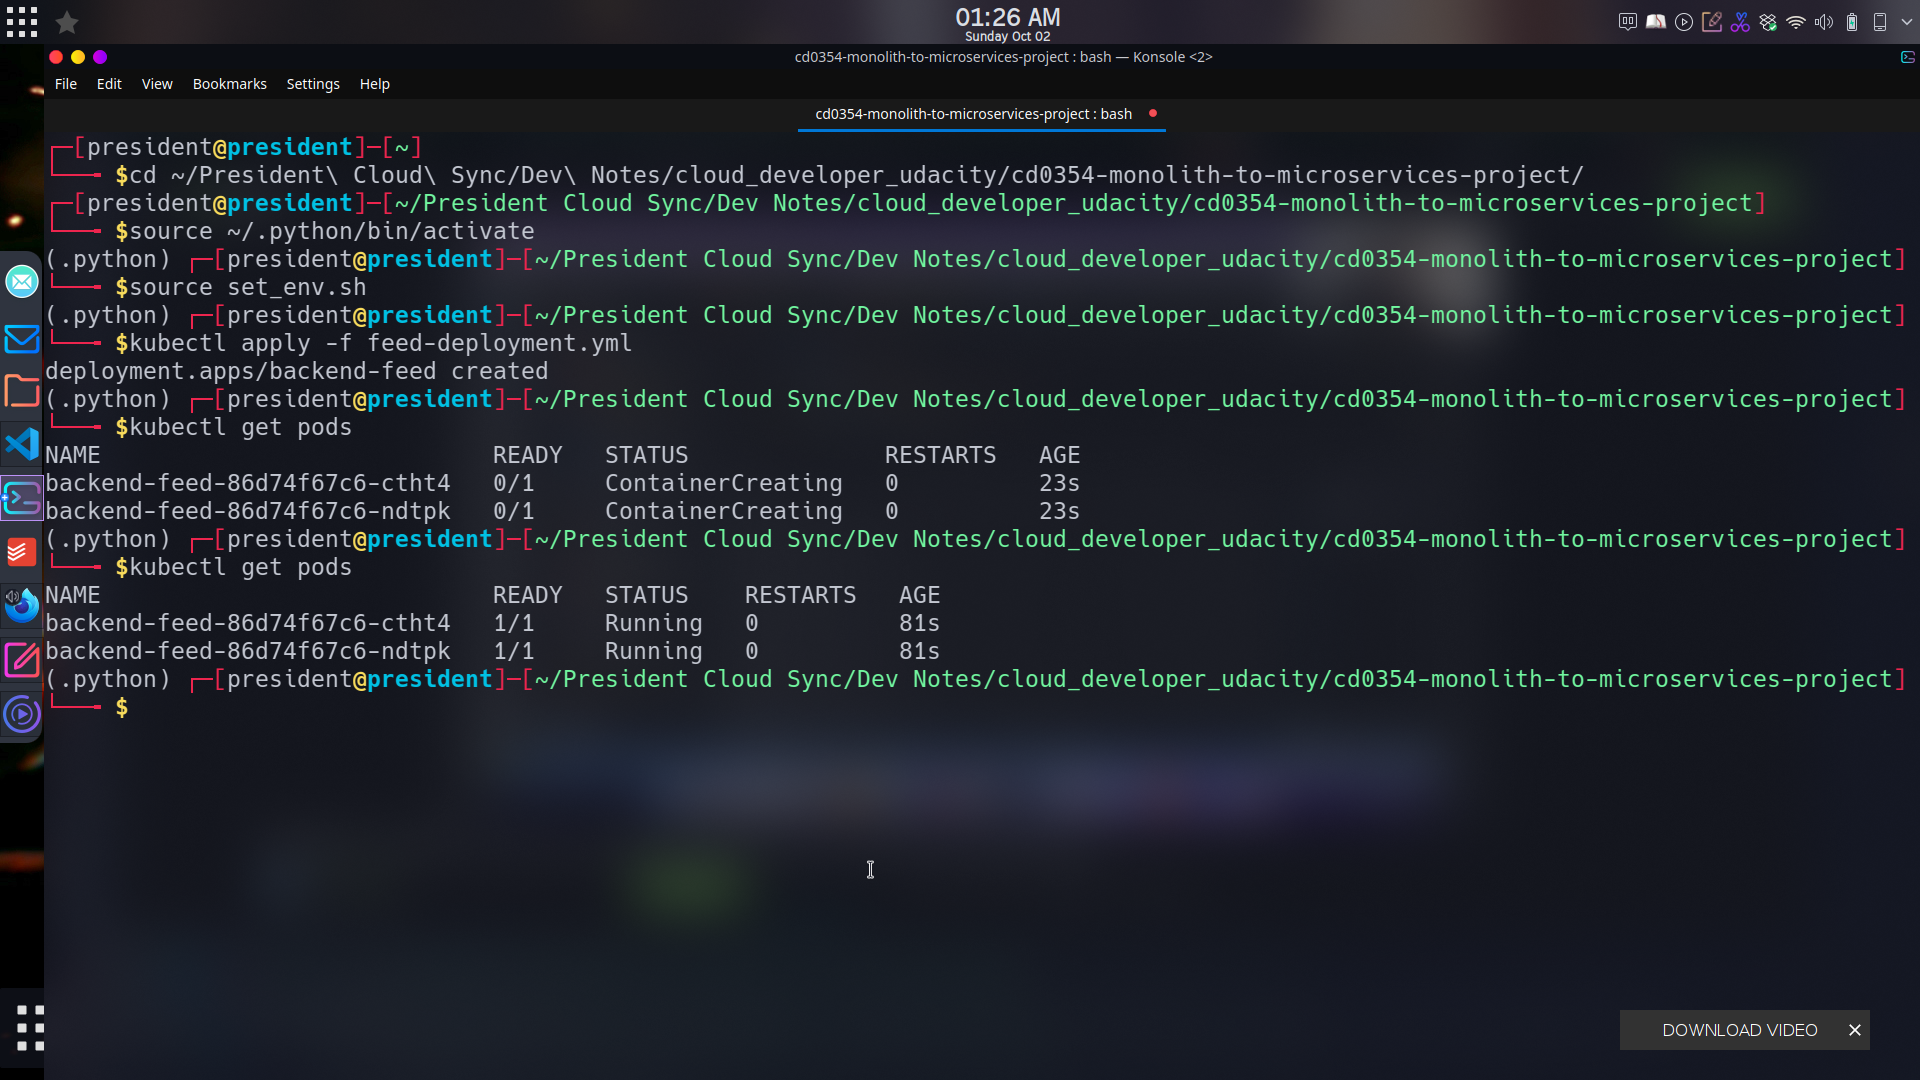 01:26 AM
Sunday Oct 02
cd0354-monolith-to-microservices-project : bash — Konsole <2>
File Edit View Bookmarks Settings Help
cd0354-monolith-to-microservices-project : bash
[president@president]─[~]
$cd ~/President\ Cloud\ Sync/Dev\ Notes/cloud_developer_udacity/cd0354-monolith-to-microservices-project/
[president@president]─[~/President Cloud Sync/Dev Notes/cloud_developer_udacity/cd0354-monolith-to-microservices-project]
$source ~/.python/bin/activate
(.python) ┌─[president@president]─[~/President Cloud Sync/Dev Notes/cloud_developer_udacity/cd0354-monolith-to-microservices-project]
$source set_env.sh
(.python) ┌─[president@president]─[~/President Cloud Sync/Dev Notes/cloud_developer_udacity/cd0354-monolith-to-microservices-project]
$kubectl apply -f feed-deployment.yml
deployment.apps/backend-feed created
(.python) ┌─[president@president]─[~/President Cloud Sync/Dev Notes/cloud_developer_udacity/cd0354-monolith-to-microservices-project]
$kubectl get pods
NAME READY STATUS RESTARTS AGE
backend-feed-86d74f67c6-ctht4 0/1 ContainerCreating 0 23s
backend-feed-86d74f67c6-ndtpk 0/1 ContainerCreating 0 23s
(.python) ┌─[president@president]─[~/President Cloud Sync/Dev Notes/cloud_developer_udacity/cd0354-monolith-to-microservices-project]
$kubectl get pods
NAME READY STATUS RESTARTS AGE
backend-feed-86d74f67c6-ctht4 1/1 Running 0 81s
backend-feed-86d74f67c6-ndtpk 1/1 Running 0 81s
(.python) ┌─[president@president]─[~/President Cloud Sync/Dev Notes/cloud_developer_udacity/cd0354-monolith-to-microservices-project]
$
DOWNLOAD VIDEO